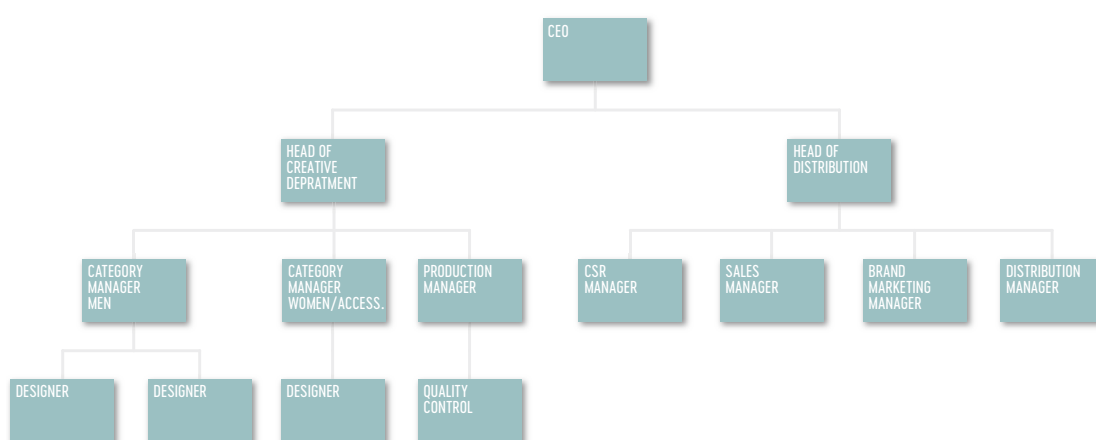 CEO
HEAD OF
CREATIVE
DEPRATMENT
HEAD OF
DISTRIBUTION
CATEGORY
MANAGER
MEN
CATEGORY
MANAGER
WOMEN/ACCESS.
PRODUCTION
MANAGER
CSR
MANAGER
SALES
MANAGER
BRAND
MARKETING
MANAGER
DISTRIBUTION
MANAGER
DESIGNER
DESIGNER
DESIGNER
QUALITY
CONTROL